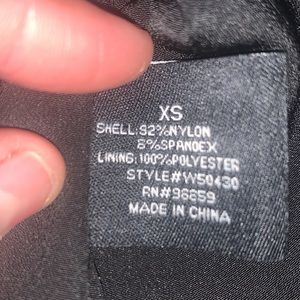 XS
SHELL:92%NYLON
8%SPANDEX
LINING:100%POLYESTER
STYLE#W50430
RN#96659
MADE IN CHINA